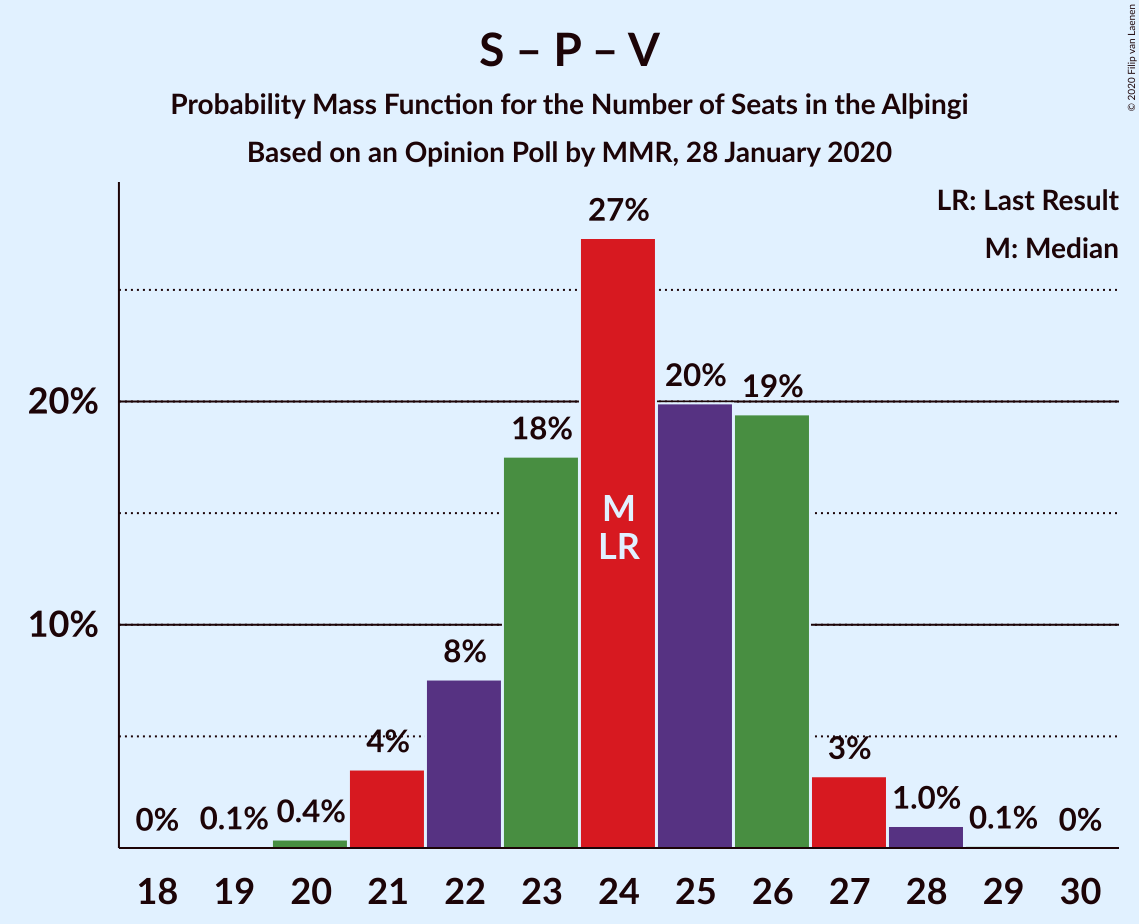 S – P – V
Probability Mass Function for the Number of Seats in the Alþingi
Based on an Opinion Poll by MMR, 28 January 2020
© 2020 Filip van Laenen
LR: Last Result
M: Median
27%
20%
19%
20%
18%
M
LR
10%
8%
4%
3%
0%
0.1%
0.4%
1.0%
0.1%
0%
18 19 20 21 22 23 24 25 26 27 28 29 30